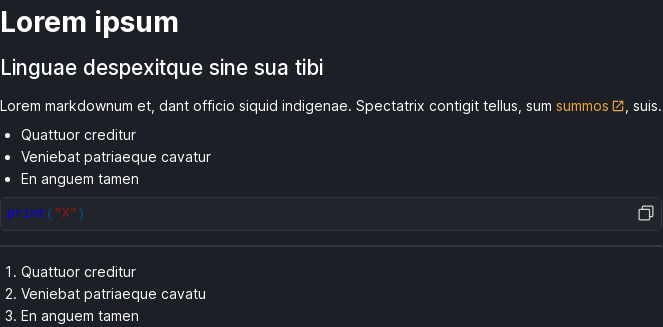 Lorem ipsum
Linguae despexitque sine sua tibi
Lorem markdownum et, dant officio siquid indigenae. Spectatrix contigit tellus, sum summos, suis.
• Quattuor creditur
• Veniebat patriaeque cavatur
• En anguem tamen
print("X")
1. Quattuor creditur
2. Veniebat patriaeque cavatu
3. En anguem tamen